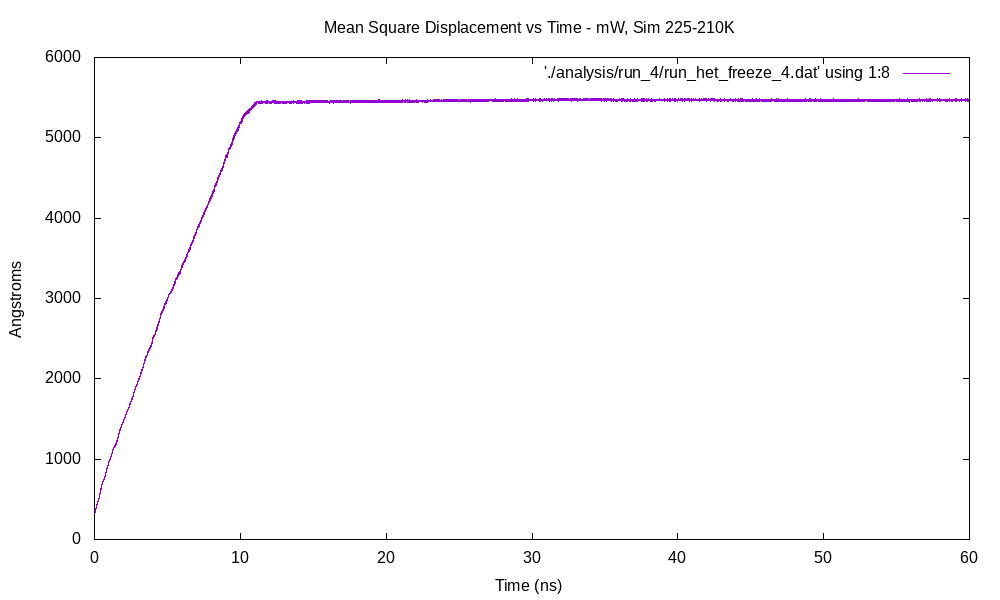 Mean Square Displacement vs Time - mW, Sim 225-210K
'./analysis/run_4/run_het_freeze_4.dat' using 1:8
6000
5000
4000
3000
2000
1000
0
Angstroms
0 10 20 30 40 50 60
Time (ns)